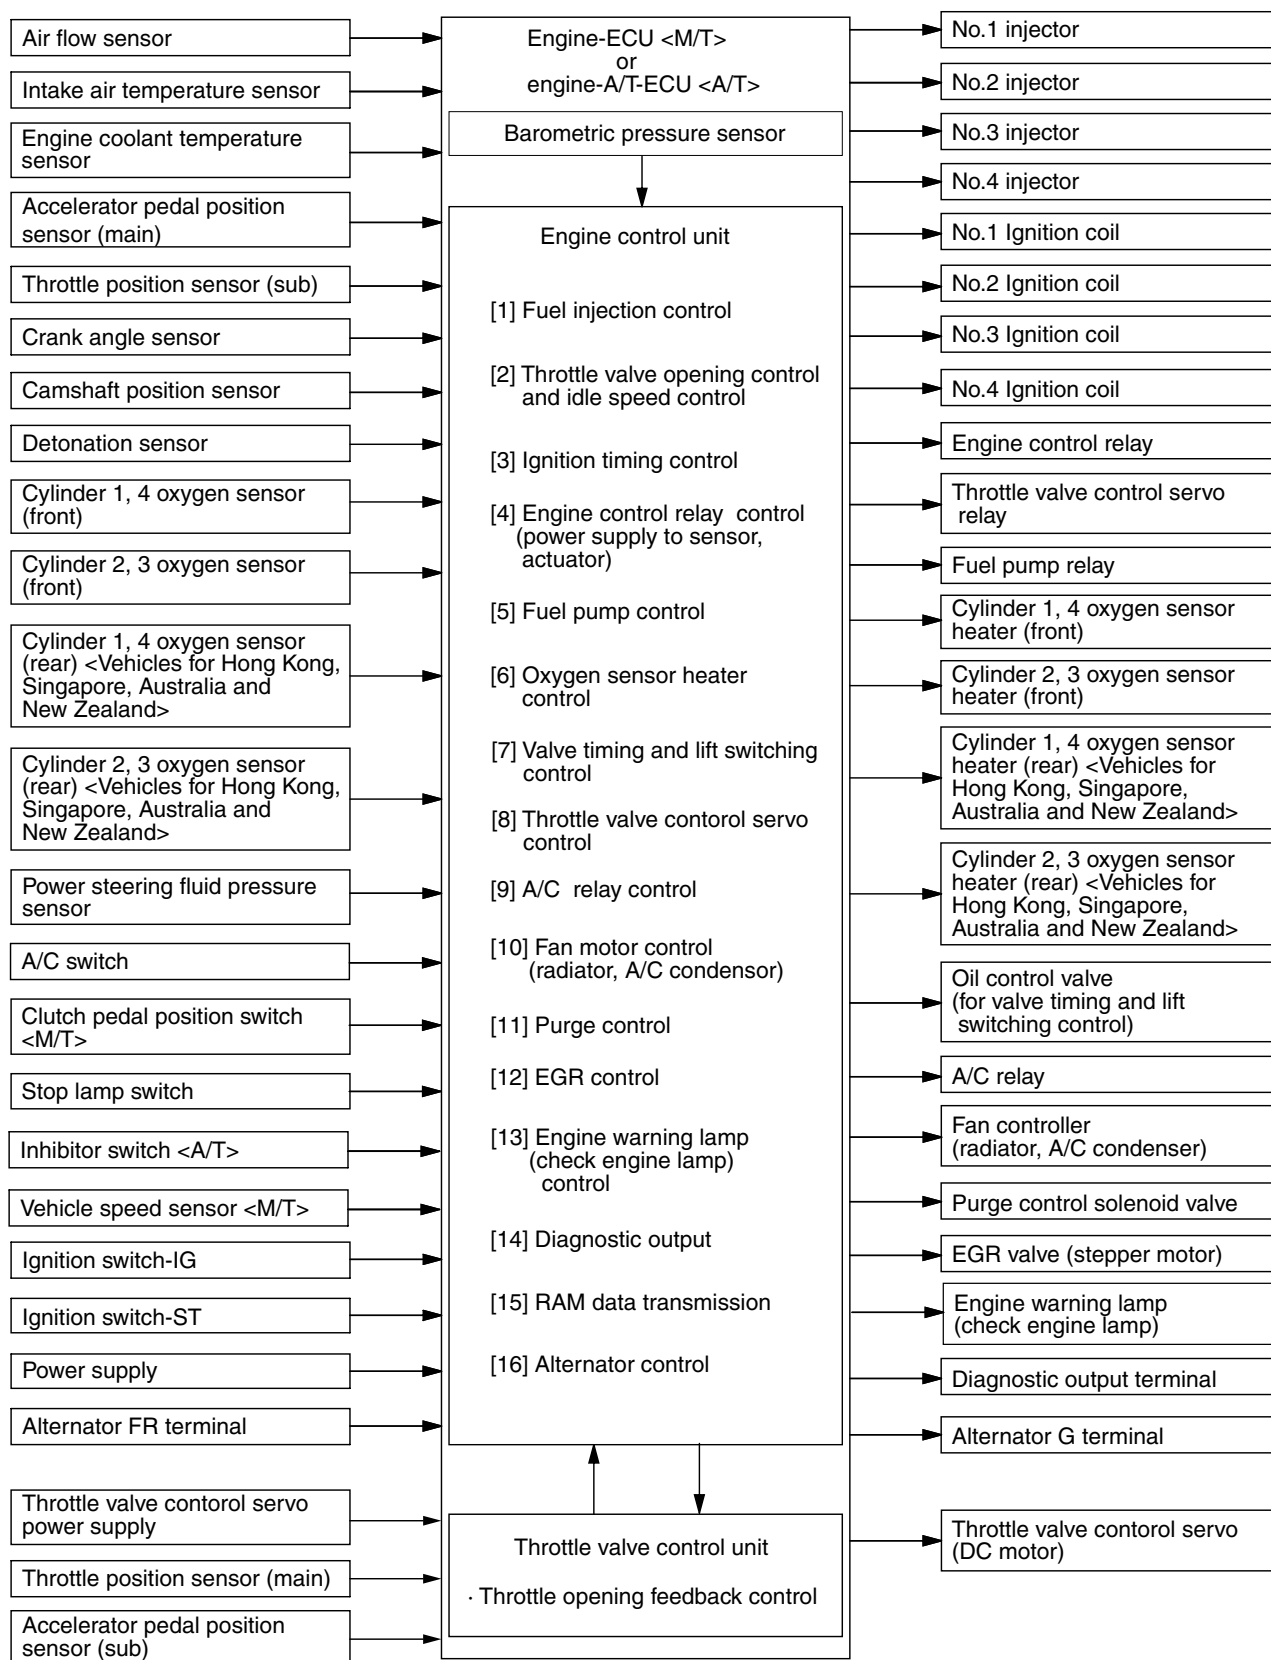 Air flow sensor
Intake air temperature sensor
Engine coolant temperature
sensor
Accelerator pedal position
sensor (main)
Throttle position sensor (sub)
Crank angle sensor
Camshaft position sensor
Detonation sensor
Cylinder 1, 4 oxygen sensor
(front)
Cylinder 2, 3 oxygen sensor
(front)
Cylinder 1, 4 oxygen sensor
(rear) <Vehicles for Hong Kong,
Singapore, Australia and
New Zealand>
Cylinder 2, 3 oxygen sensor
(rear) <Vehicles for Hong Kong,
Singapore, Australia and
New Zealand>
Power steering fluid pressure
sensor
A/C switch
Clutch pedal position switch
<M/T>
Stop lamp switch
Inhibitor switch <A/T>
Vehicle speed sensor <M/T>
Ignition switch-IG
Ignition switch-ST
Power supply
Alternator FR terminal
Throttle valve contorol servo
power supply
Throttle position sensor (main)
Accelerator pedal position
sensor (sub)
Engine-ECU <M/T>
or
engine-A/T-ECU <A/T>
Barometric pressure sensor
Engine control unit
[1] Fuel injection control
[2] Throttle valve opening control
and idle speed control
[3] Ignition timing control
[4] Engine control relay control
(power supply to sensor,
actuator)
[5] Fuel pump control
[6] Oxygen sensor heater
control
[7] Valve timing and lift switching
control
[8] Throttle valve contorol servo
control
[9] A/C relay control
[10] Fan motor control
(radiator, A/C condensor)
[11] Purge control
[12] EGR control
[13] Engine warning lamp
(check engine lamp)
control
[14] Diagnostic output
[15] RAM data transmission
[16] Alternator control
Throttle valve control unit
· Throttle opening feedback control
No.1 injector
No.2 injector
No.3 injector
No.4 injector
No.1 Ignition coil
No.2 Ignition coil
No.3 Ignition coil
No.4 Ignition coil
Engine control relay
Throttle valve control servo
relay
Fuel pump relay
Cylinder 1, 4 oxygen sensor
heater (front)
Cylinder 2, 3 oxygen sensor
heater (front)
Cylinder 1, 4 oxygen sensor
heater (rear) <Vehicles for
Hong Kong, Singapore,
Australia and New Zealand>
Cylinder 2, 3 oxygen sensor
heater (rear) <Vehicles for
Hong Kong, Singapore,
Australia and New Zealand>
Oil control valve
(for valve timing and lift
switching control)
A/C relay
Fan controller
(radiator, A/C condenser)
Purge control solenoid valve
EGR valve (stepper motor)
Engine warning lamp
(check engine lamp)
Diagnostic output terminal
Alternator G terminal
Throttle valve contorol servo
(DC motor)